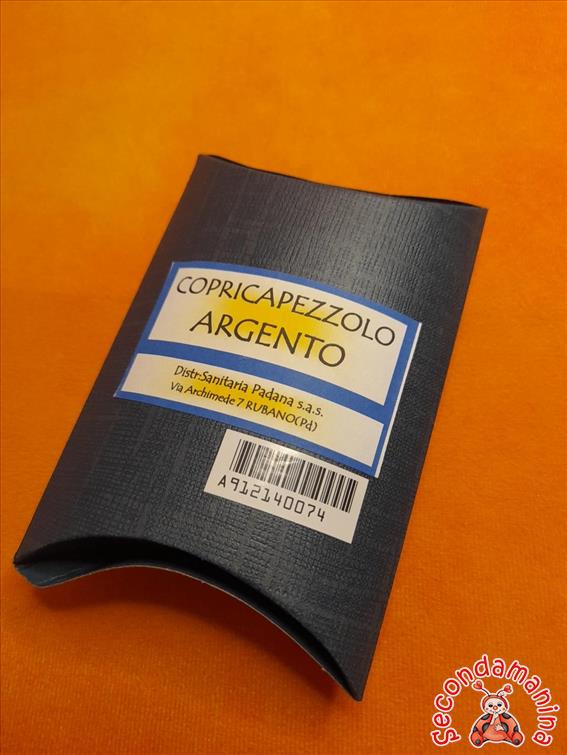 COPRICAPEZZOLO
ARGENTO
Distr:Sanitaria Padana s.a.s.
Via Archimede 7 RUBANO(Pd)
A912140074
Secondamanina